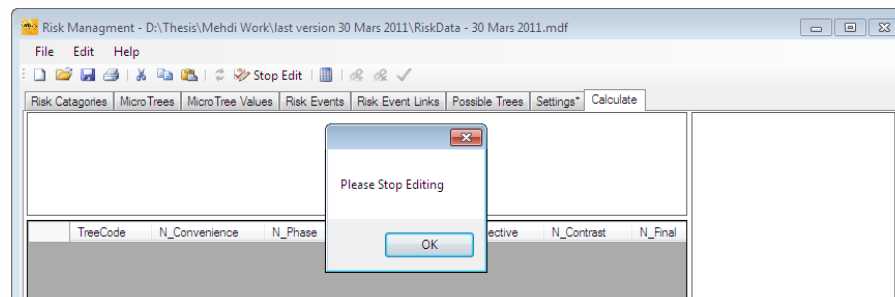 Risk Managment - D:\Thesis\Mehdi Work\last version 30 Mars 2011\RiskData - 30 Mars 2011.mdf
File Edit Help
Stop Edit
Risk Catagories MicroTrees MicroTree Values Risk Events Risk Event Links Possible Trees Settings* Calculate
Please Stop Editing
OK
TreeCode N_Convenience N_Phase ective N_Contrast N_Final